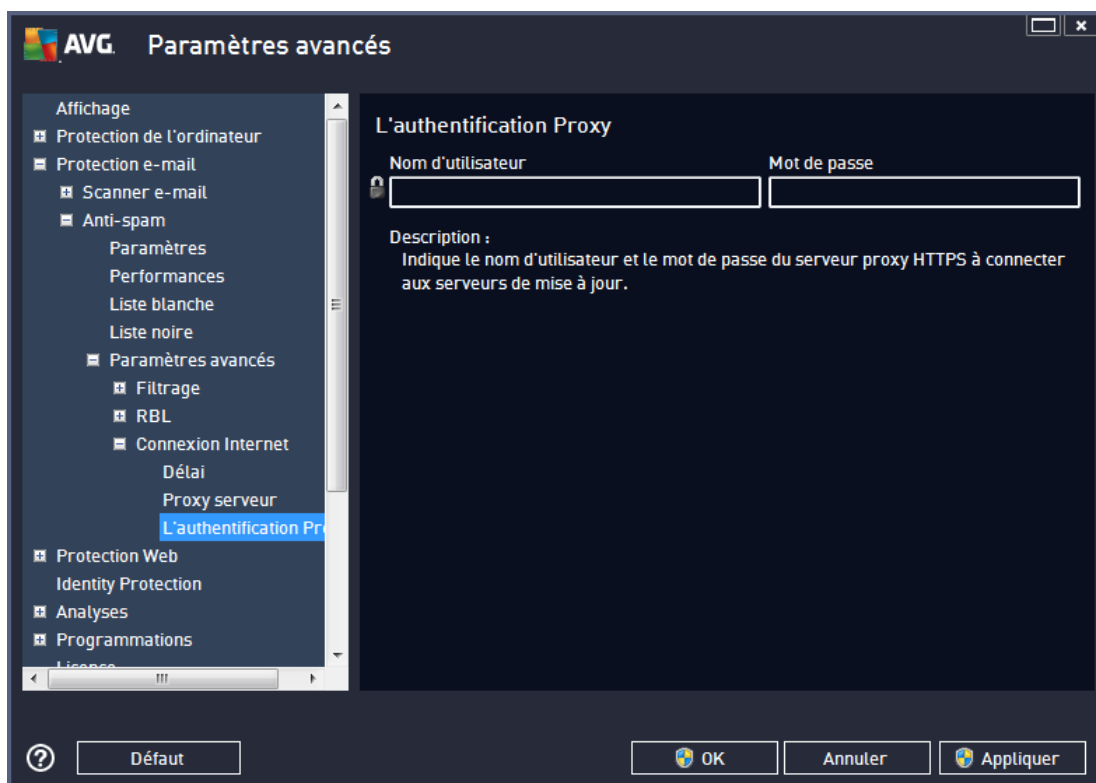 AVG. Paramètres avancés
Affichage
Protection de l'ordinateur
Protection e-mail
Scanner e-mail
Anti-spam
Paramètres
Performances
Liste blanche
Liste noire
Paramètres avancés
Filtrage
RBL
Connexion Internet
Délai
Proxy serveur
L'authentification Pro
Protection Web
Identity Protection
Analyses
Programmations
Licence
L'authentification Proxy
Nom d'utilisateur Mot de passe
Description :
Indique le nom d'utilisateur et le mot de passe du serveur proxy HTTPS à connecter
aux serveurs de mise à jour.
? Défaut OK Annuler Appliquer